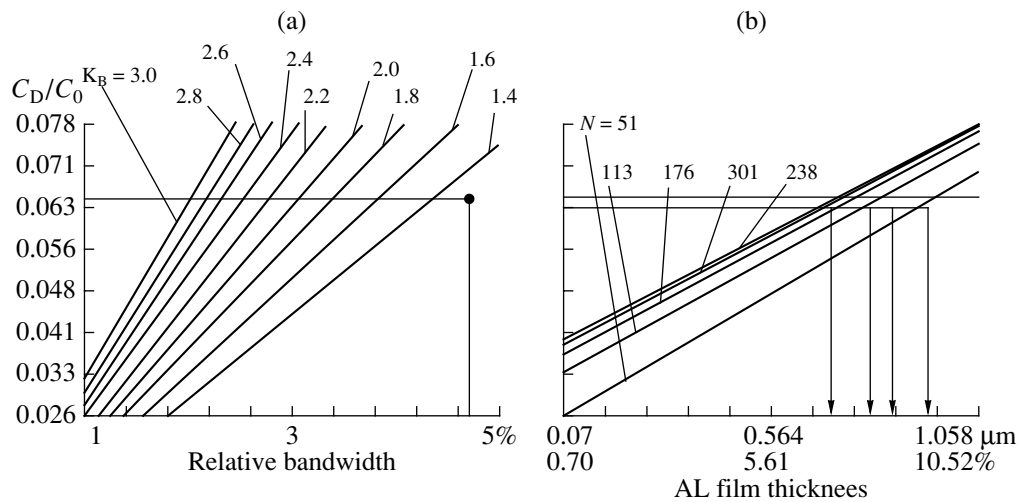 (a)
C_D/C_0
K_B = 3.0
2.8
2.6
2.4
2.2
2.0
1.8
1.6
1.4
0.078
0.071
0.063
0.056
0.048
0.041
0.033
0.026
1 3 5%
Relative bandwidth
(b)
N = 51
113 176 301 238
0.07 0.564 1.058 μm
0.70 5.61 10.52%
AL film thicknees